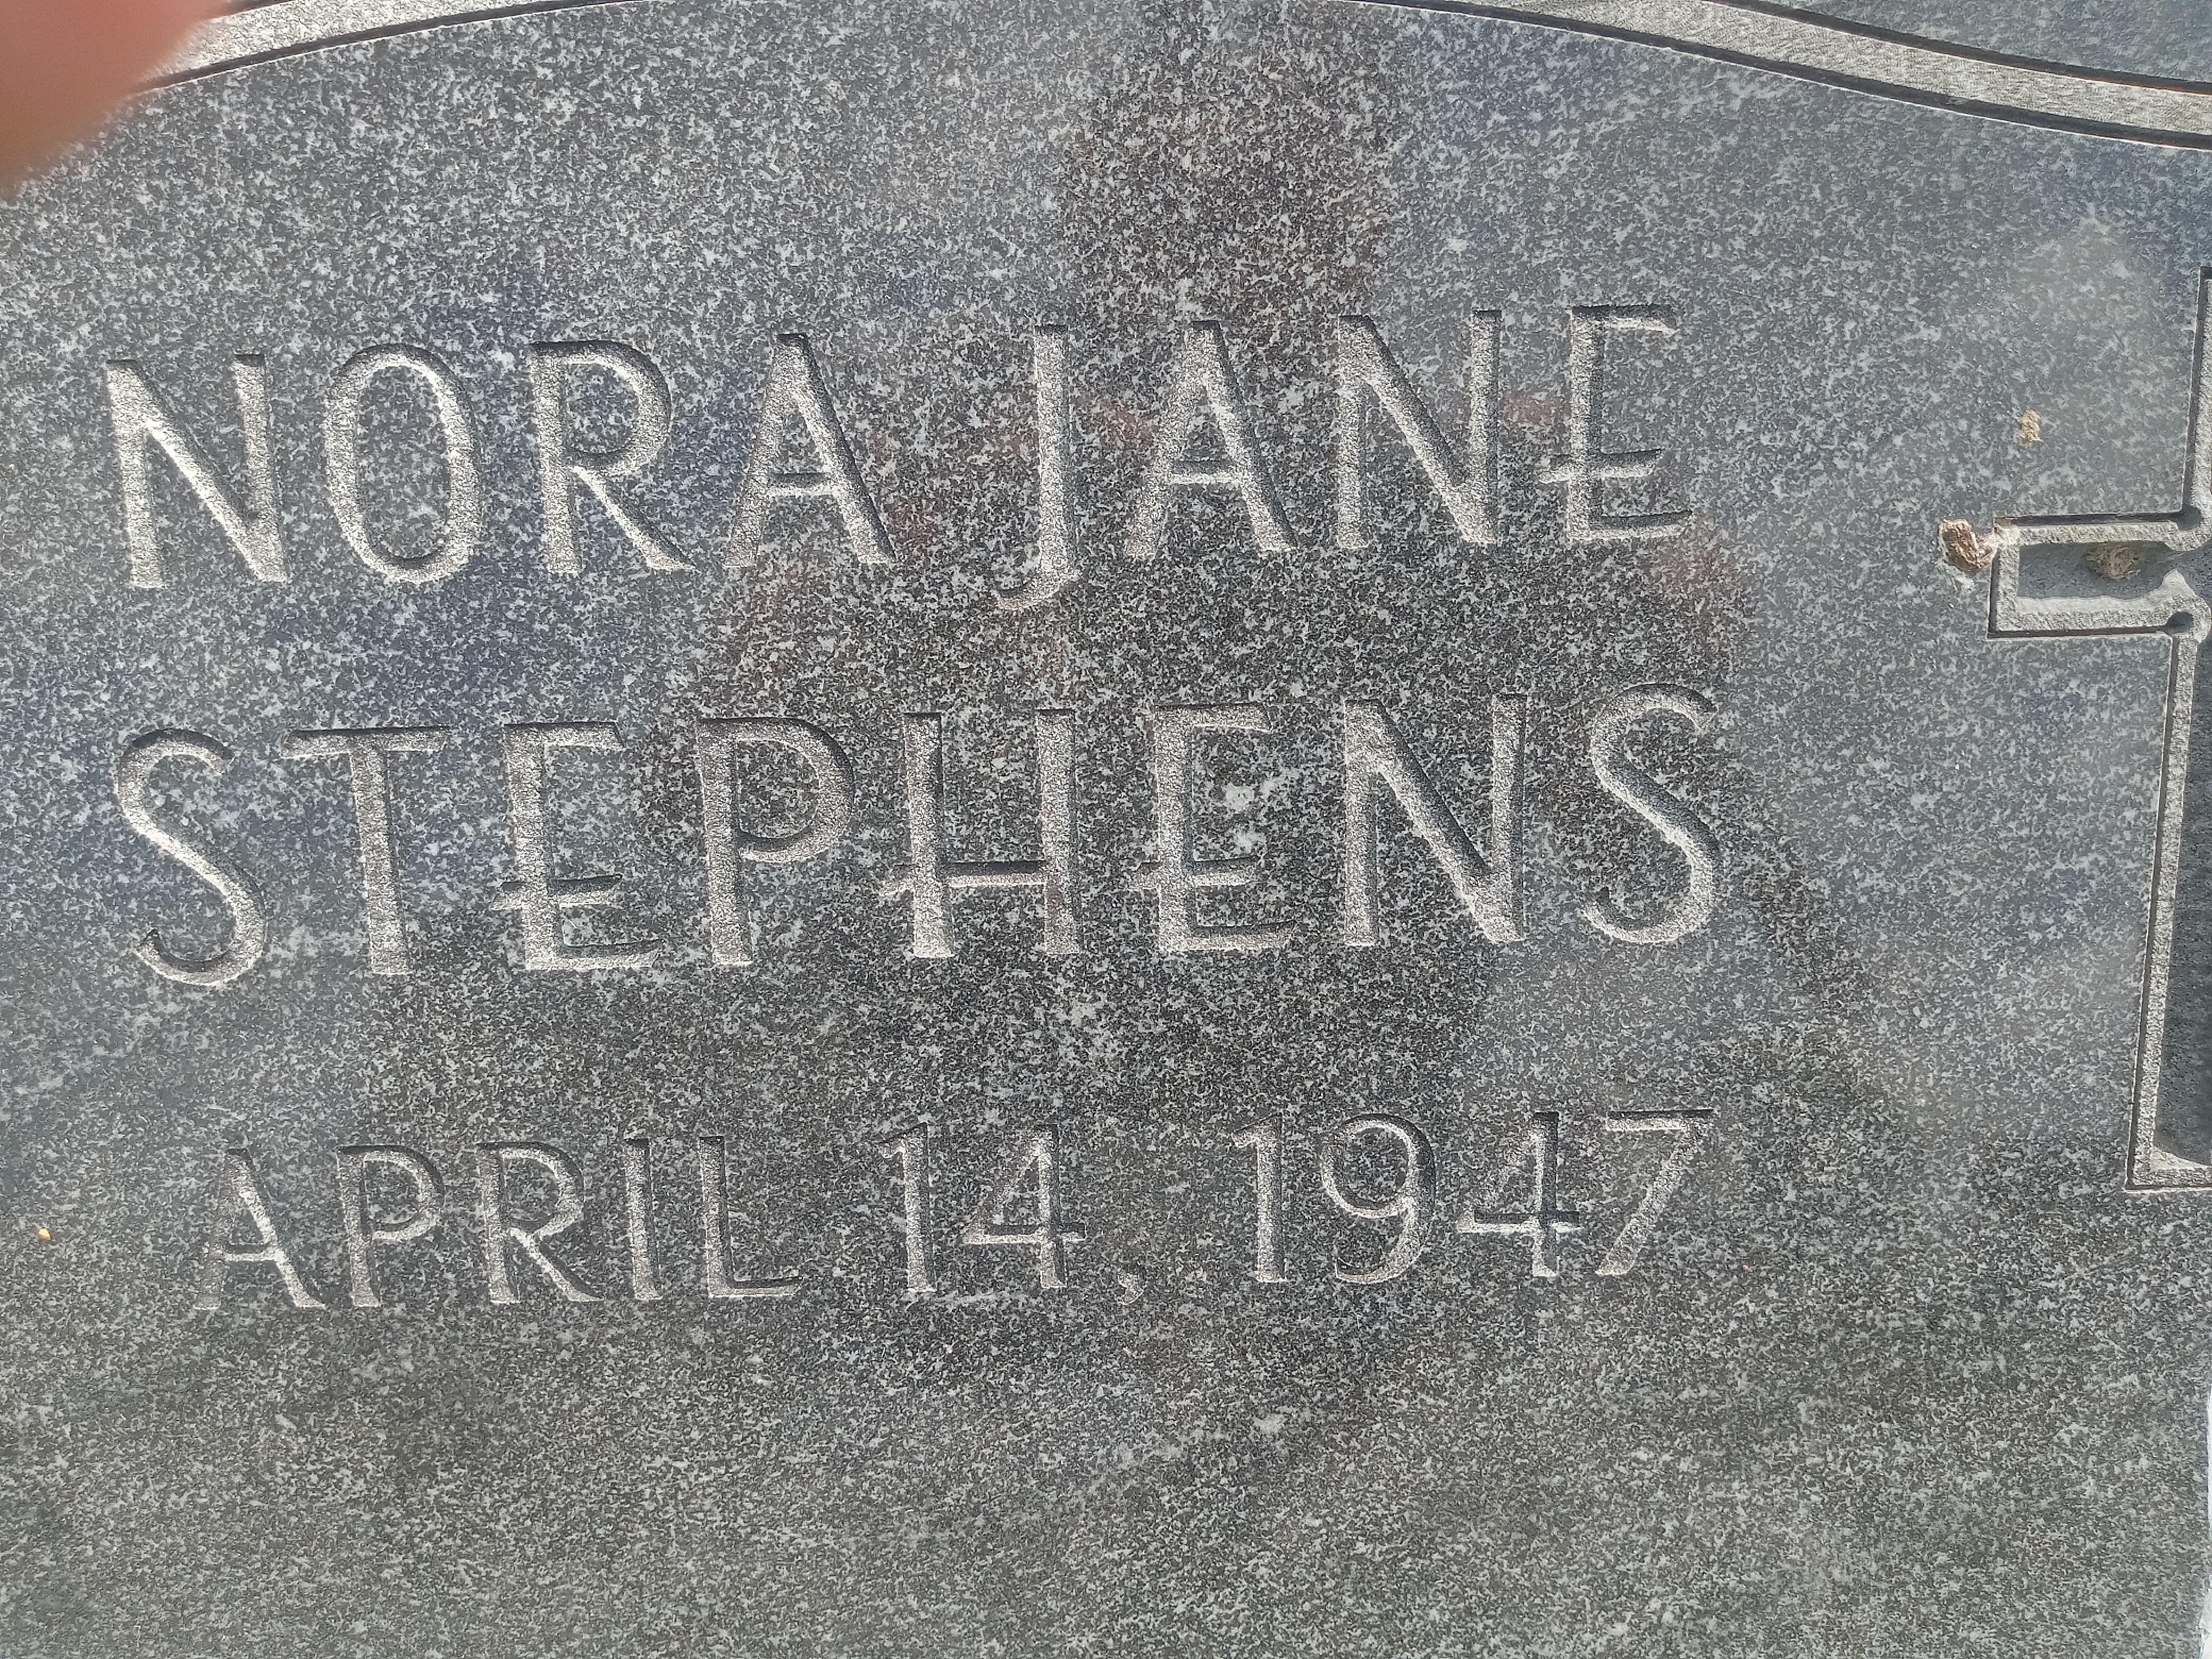 NORA JANE
STEPHENS
APRIL 14, 1947